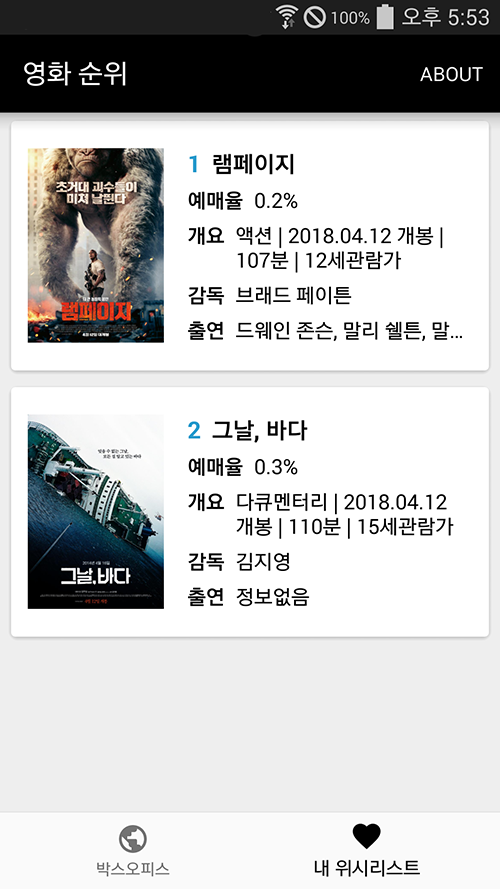 100% 오후 5:53
영화 순위
ABOUT
초거대 괴수들이
미쳐 날뛴다
램페이지
1 램페이지
예매율 0.2%
개요 액션 | 2018.04.12 개봉 |
107분 | 12세관람가
감독 브래드 페이튼
출연 드웨인 존슨, 말리 쉘튼, 말…
그날, 바다
2 그날, 바다
예매율 0.3%
개요 다큐멘터리 | 2018.04.12
개봉 | 110분 | 15세관람가
감독 김지영
출연 정보없음
박스오피스
내 위시리스트